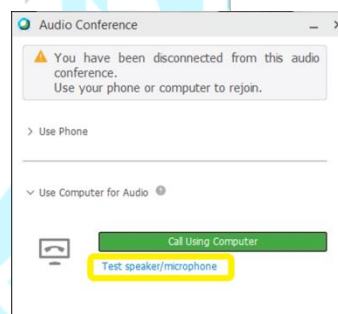 Audio Conference
You have been disconnected from this audio
conference.
Use your phone or computer to rejoin.
Use Phone
Use Computer for Audio
Call Using Computer
Test speaker/microphone